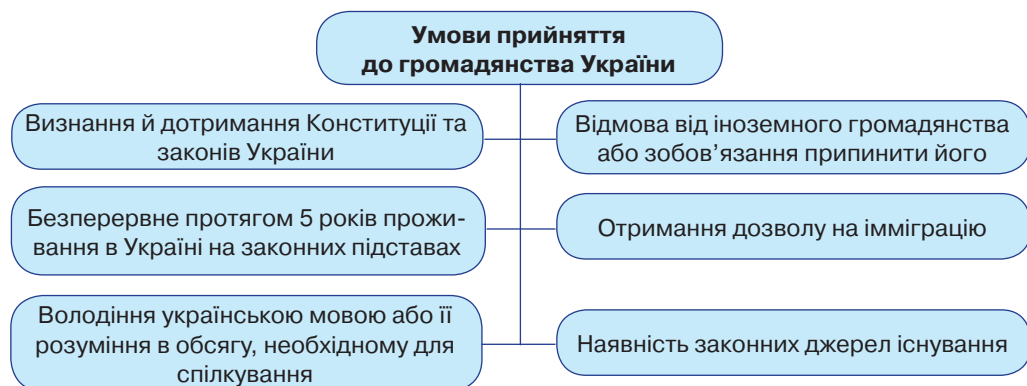 Умови прийняття
до громадянства України
Визнання й дотримання Конституції та
законів України
Відмова від іноземного громадянства
або зобов’язання припинити його
Безперервне протягом 5 років прожи-
вання в Україні на законних підставах
Отримання дозволу на імміграцію
Володіння українською мовою або її
розуміння в обсягу, необхідному для
спілкування
Наявність законних джерел існування